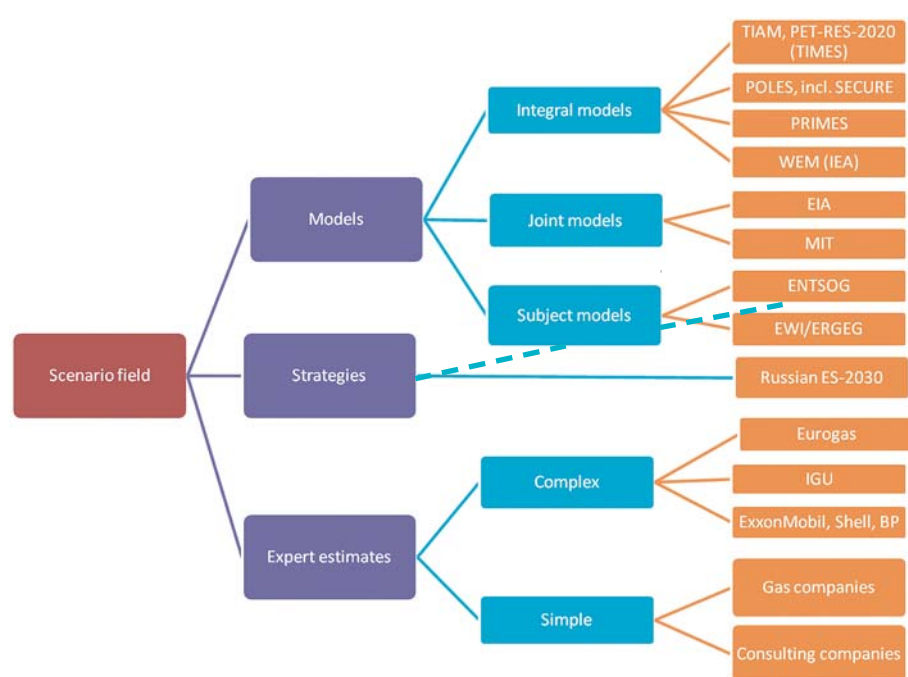 Scenario field
Models
Strategies
Expert estimates
Integral models
Joint models
Subject models
Complex
Simple
TIAM, PET-RES-2020
(TIMES)
POLES, incl. SECURE
PRIMES
WEM (IEA)
EIA
MIT
ENTSOG
EWI/ERGEG
Russian ES-2030
Eurogas
IGU
ExxonMobil, Shell, BP
Gas companies
Consulting companies